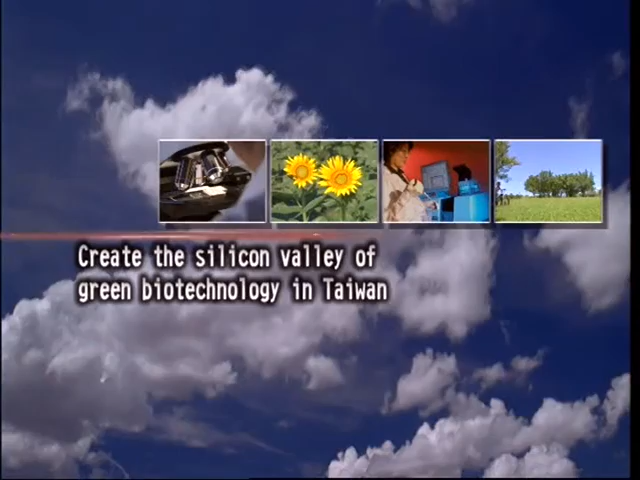 Create the silicon valley of
green biotechnology in Taiwan